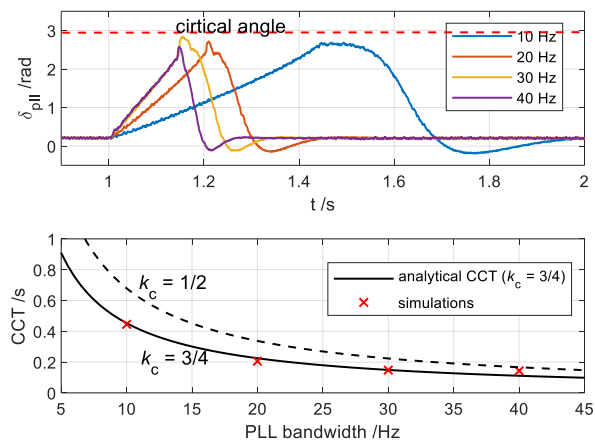 cirtical angle
3
2
1
0
δpll /rad
10 Hz
20 Hz
30 Hz
40 Hz
1 1.2 1.4 1.6 1.8 2
t /s
1
0.8
0.6
0.4
0.2
0
CCT /s
kc = 1/2
kc = 3/4
analytical CCT (kc = 3/4)
simulations
5 10 15 20 25 30 35 40 45
PLL bandwidth /Hz